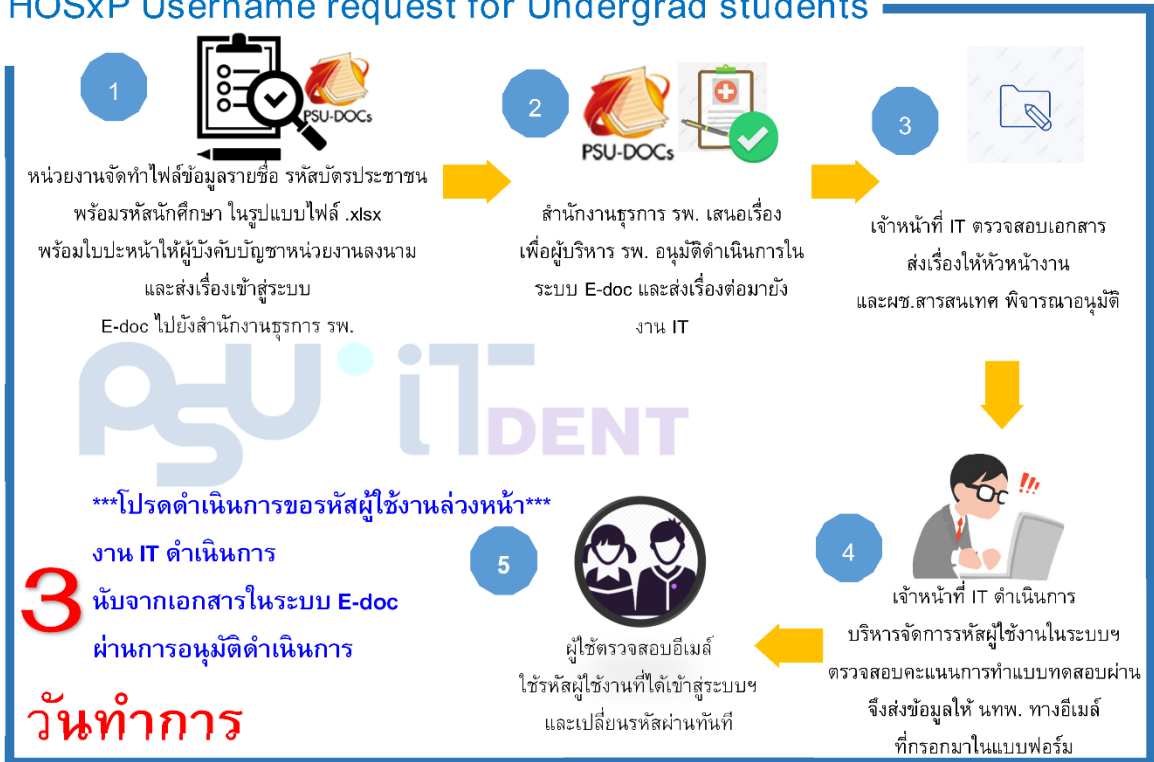 HOSxP Username request for Undergrad students
1
PSU-DOCs
หน่วยงานจัดทำไฟล์ข้อมูลรายชื่อ รหัสบัตรประชาชน
พร้อมรหัสนักศึกษา ในรูปแบบไฟล์ .xlsx
พร้อมใบปะหน้าให้ผู้บังคับบัญชาหน่วยงานลงนาม
และส่งเรื่องเข้าสู่ระบบ
E-doc ไปยังสำนักงานธุรการ รพ.
2
PSU-DOCs
สำนักงานธุรการ รพ. เสนอเรื่อง
เพื่อผู้บริหาร รพ. อนุมัติดำเนินการใน
ระบบ E-doc และส่งเรื่องต่อมายัง
งาน IT
3
เจ้าหน้าที่ IT ตรวจสอบเอกสาร
ส่งเรื่องให้หัวหน้างาน
และผช.สารสนเทศ พิจารณาอนุมัติ
PSU iT DENT
4
เจ้าหน้าที่ IT ดำเนินการ
บริหารจัดการรหัสผู้ใช้งานในระบบฯ
ตรวจสอบคะแนนการทำแบบทดสอบผ่าน
จึงส่งข้อมูลให้ นทพ. ทางอีเมล์
ที่กรอกมาในแบบฟอร์ม
5
ผู้ใช้ตรวจสอบอีเมล์
ใช้รหัสผู้ใช้งานที่ได้เข้าสู่ระบบฯ
และเปลี่ยนรหัสผ่านทันที
***โปรดดำเนินการขอรหัสผู้ใช้งานล่วงหน้า***
งาน IT ดำเนินการ
3
นับจากเอกสารในระบบ E-doc
ผ่านการอนุมัติดำเนินการ
วันทำการ